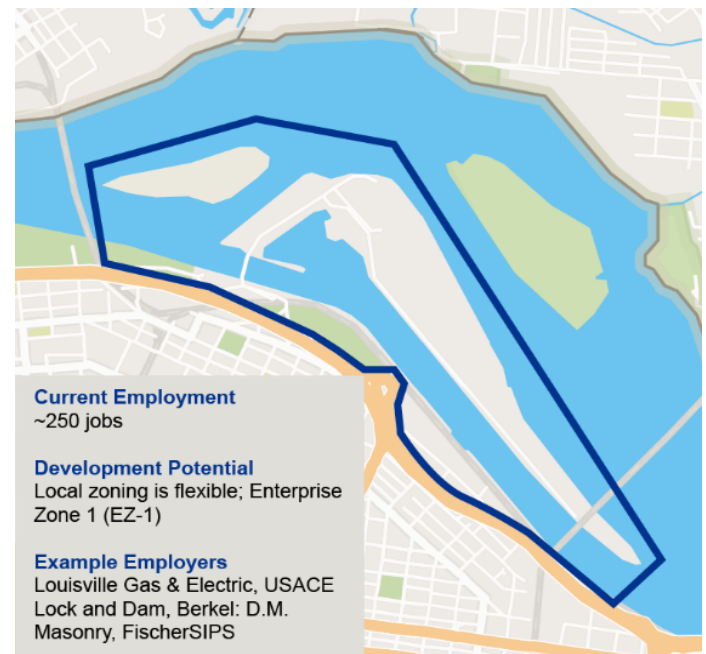 Current Employment
~250 jobs
Development Potential
Local zoning is flexible; Enterprise
Zone 1 (EZ-1)
Example Employers
Louisville Gas & Electric, USACE
Lock and Dam, Berkel: D.M.
Masonry, FischerSIPS